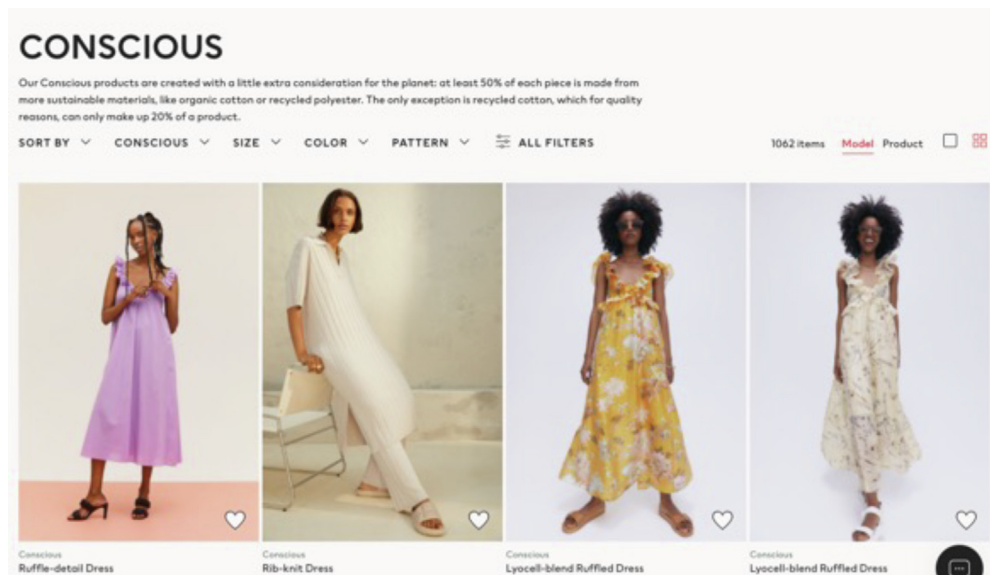 CONSCIOUS
Our Conscious products are created with a little extra consideration for the planet: at least 50% of each piece is made from
more sustainable materials, like organic cotton or recycled polyester. The only exception is recycled cotton, which for quality
reasons, can only make up 20% of a product.
SORT BY CONSCIOUS SIZE COLOR PATTERN ALL FILTERS 1062 items Model Product
Conscious Conscious Conscious Conscious
Ruffle-detail Dress Rib-knit Dress Lyocell-blend Ruffled Dress Lyocell-blend Ruffled Dress